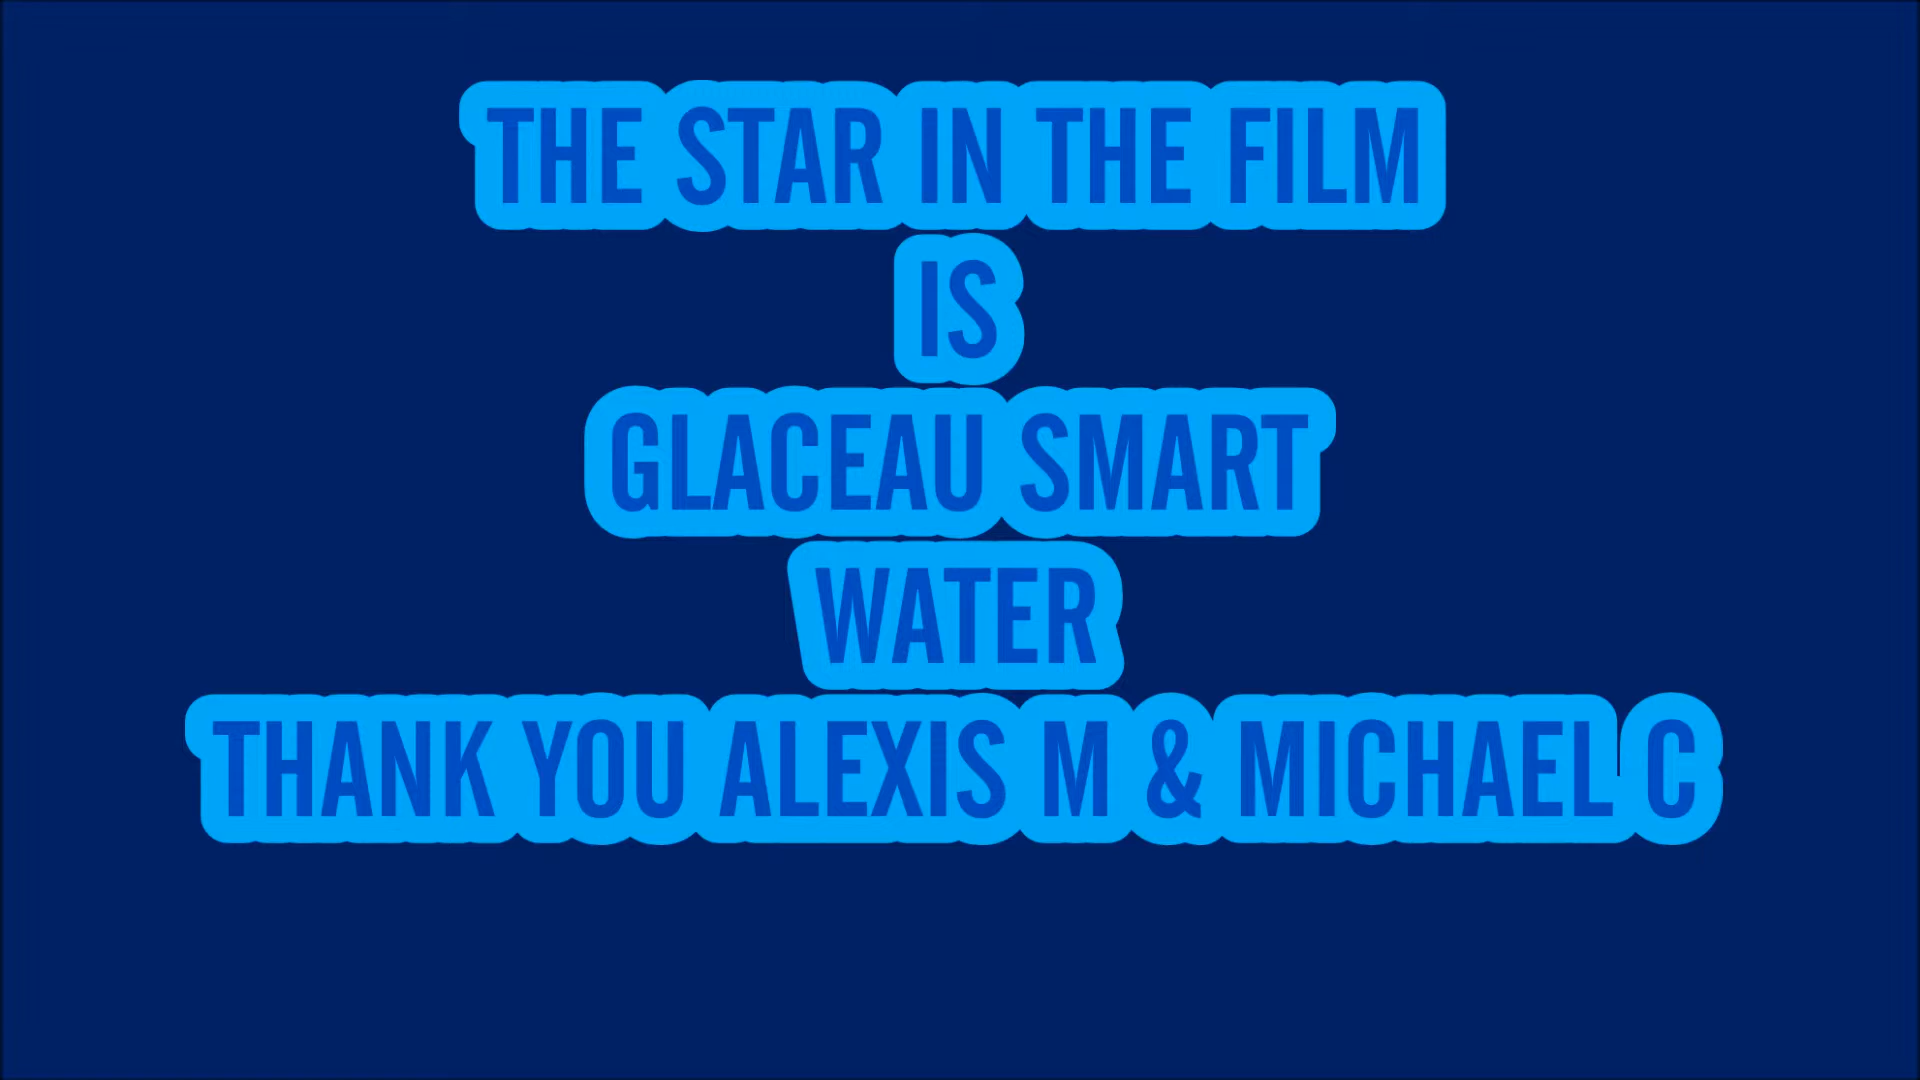 THE STAR IN THE FILM
IS
GLACEAU SMART
WATER
THANK YOU ALEXIS M & MICHAEL C